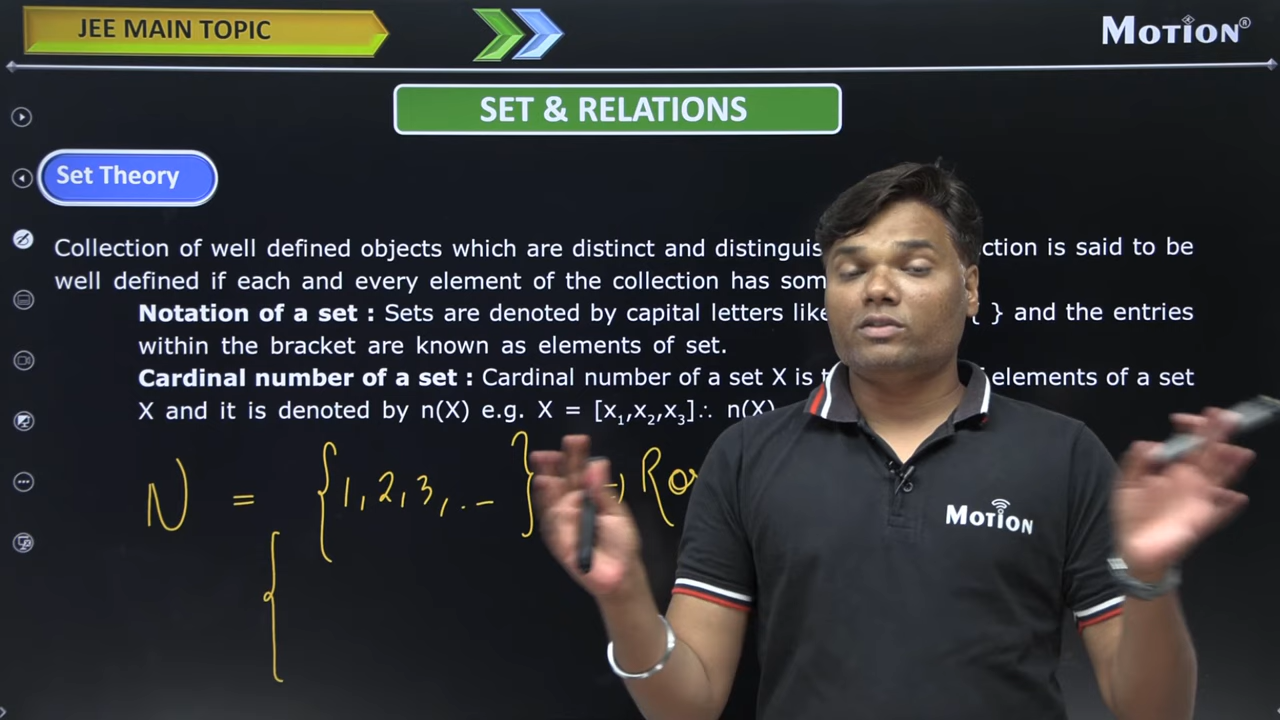 JEE MAIN TOPIC
MOTION®
SET & RELATIONS
Set Theory
Collection of well defined objects which are distinct and ction is said to be
well defined if each and every element of the collection has
Notation of a set : Sets are denoted by capital letters { } and the entries
within the bracket are known as elements of set.
Cardinal number of a set : Cardinal number of a set X is elements of a set
X and it is denoted by n(X) e.g. X = [x₁,x₂,x₃]∴ n(X)
N = {1, 2, 3, .. }
{
MOTION